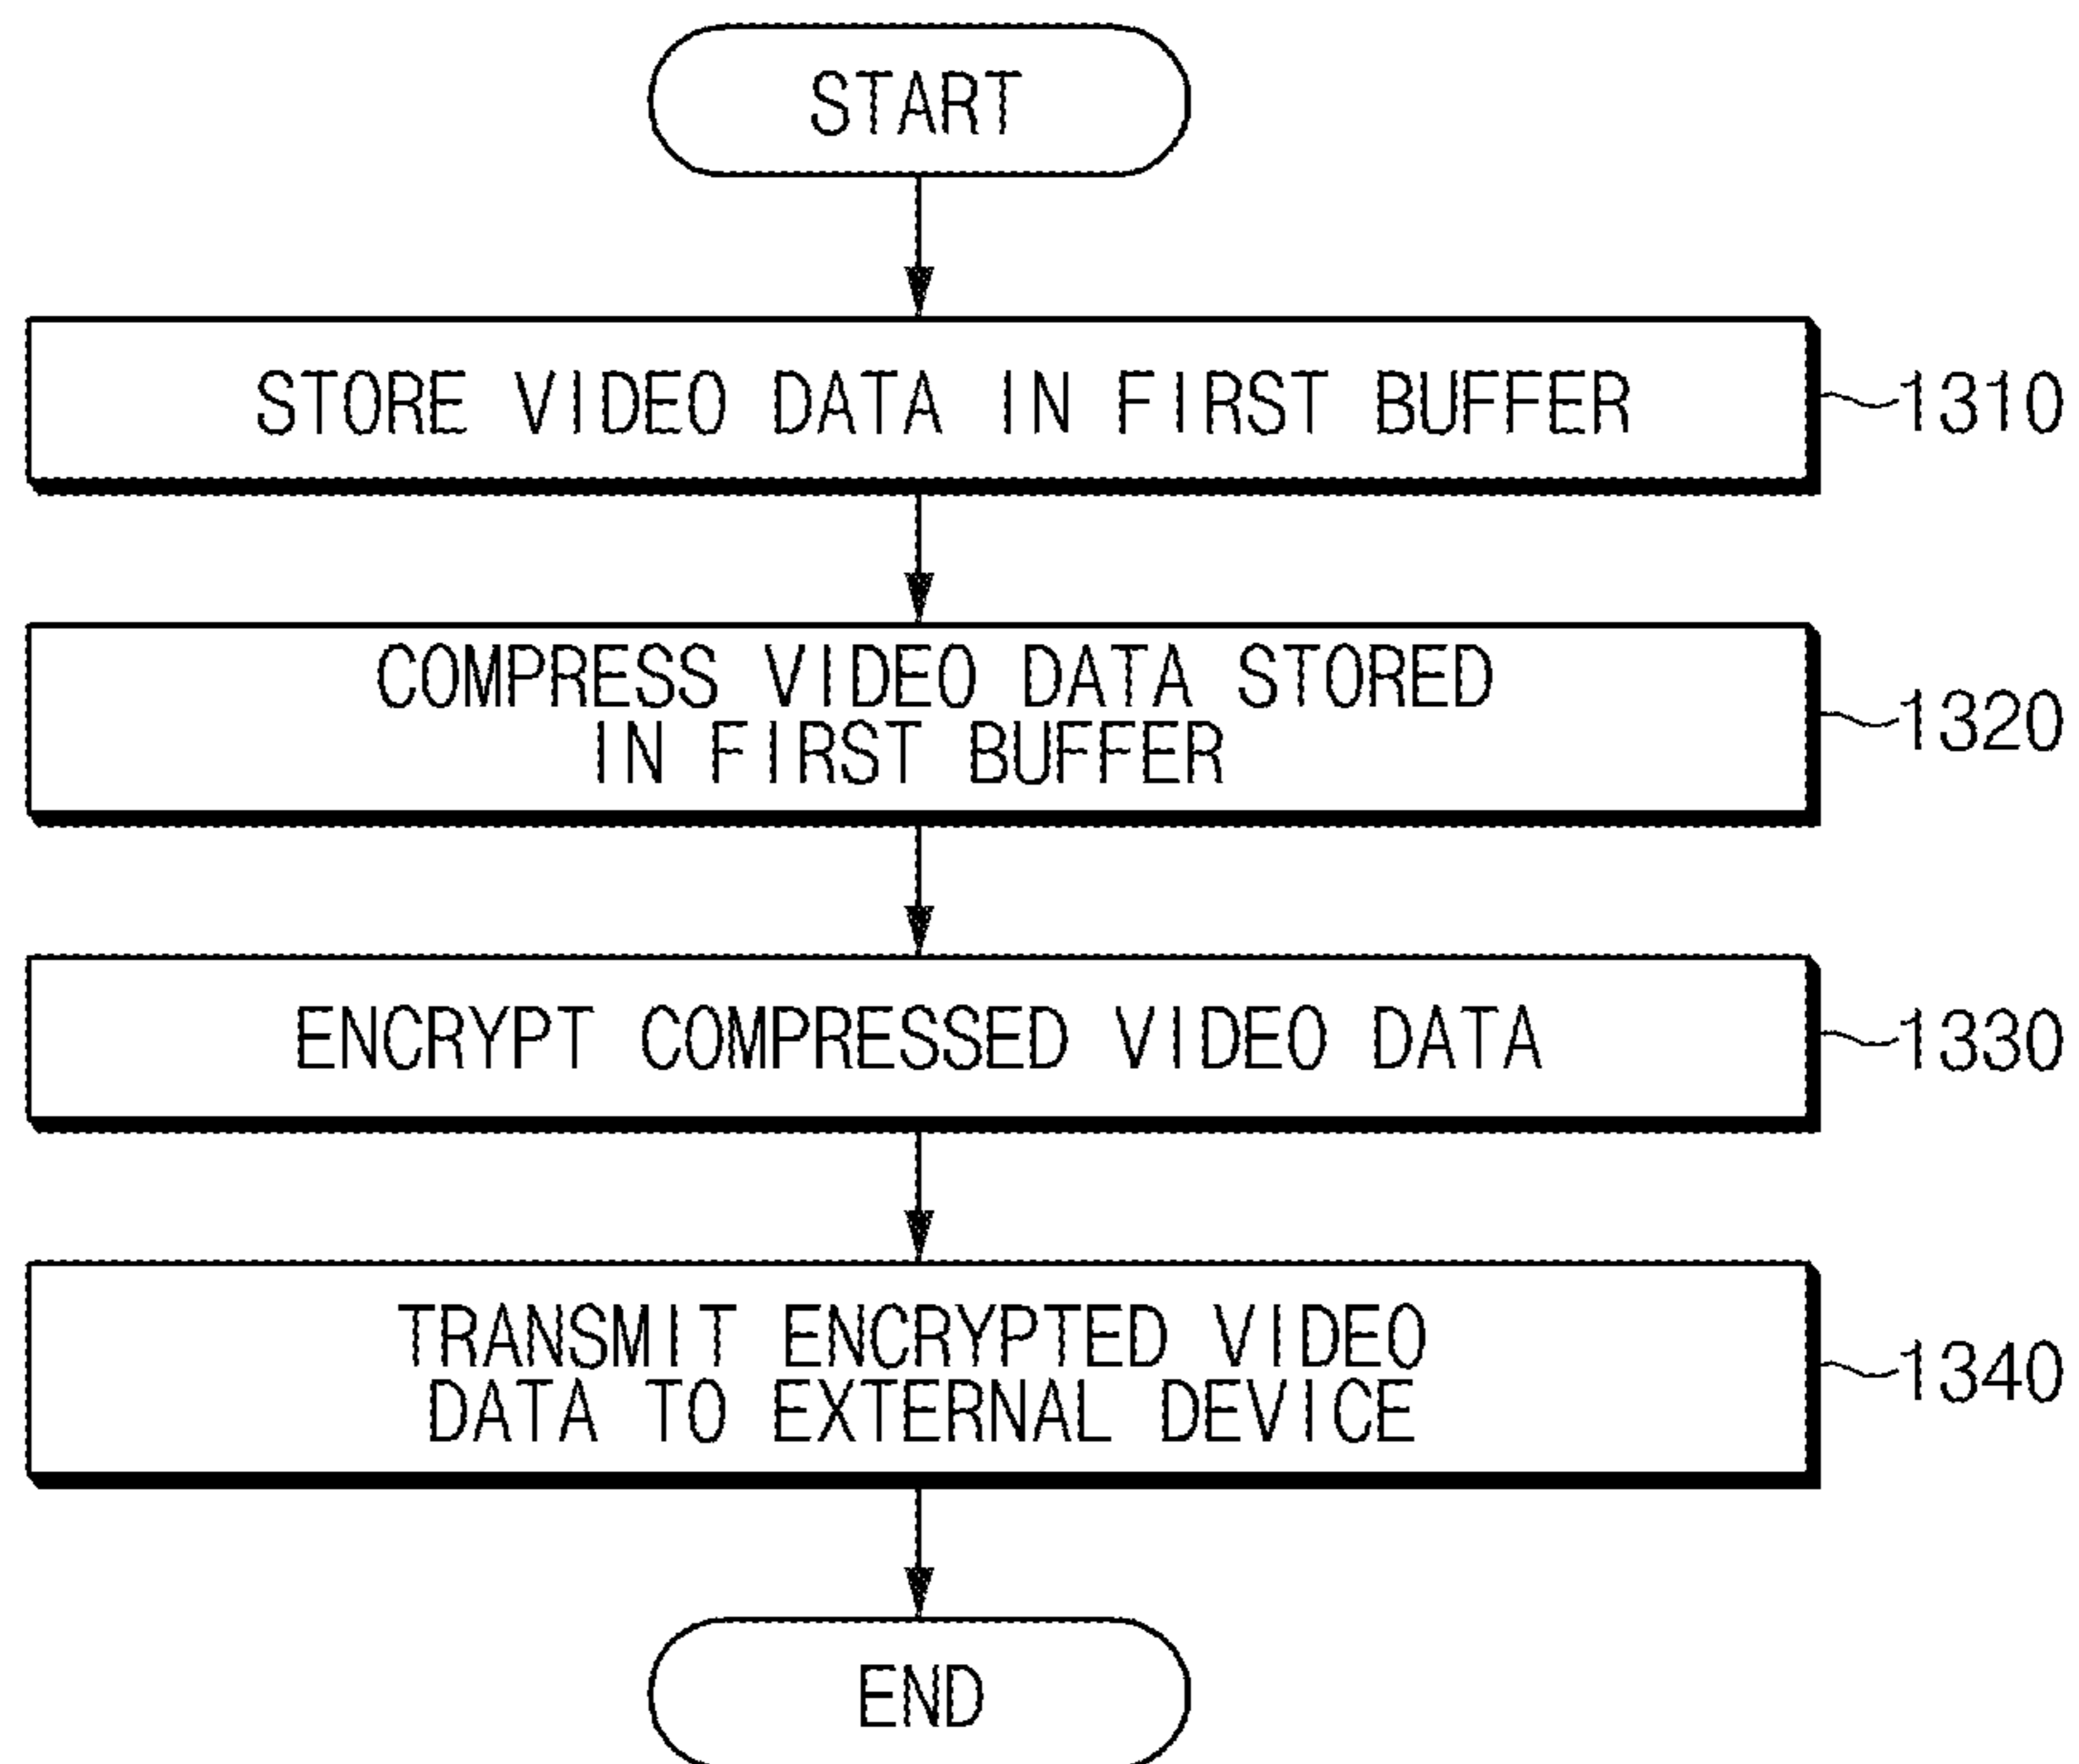 START
STORE VIDEO DATA IN FIRST BUFFER
1310
COMPRESS VIDEO DATA STORED
IN FIRST BUFFER
1320
ENCRYPT COMPRESSED VIDEO DATA
1330
TRANSMIT ENCRYPTED VIDEO
DATA TO EXTERNAL DEVICE
1340
END